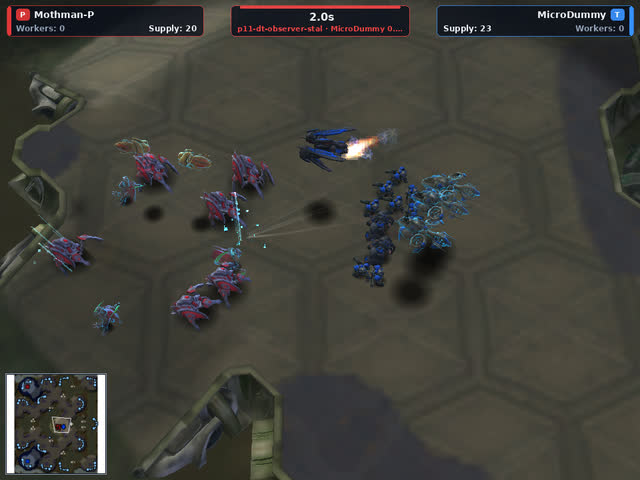 P Mothman-P
Workers: 0 Supply: 20
2.0s
p11-dt-observer-stal · MicroDummy 0....
MicroDummy T
Supply: 23 Workers: 0